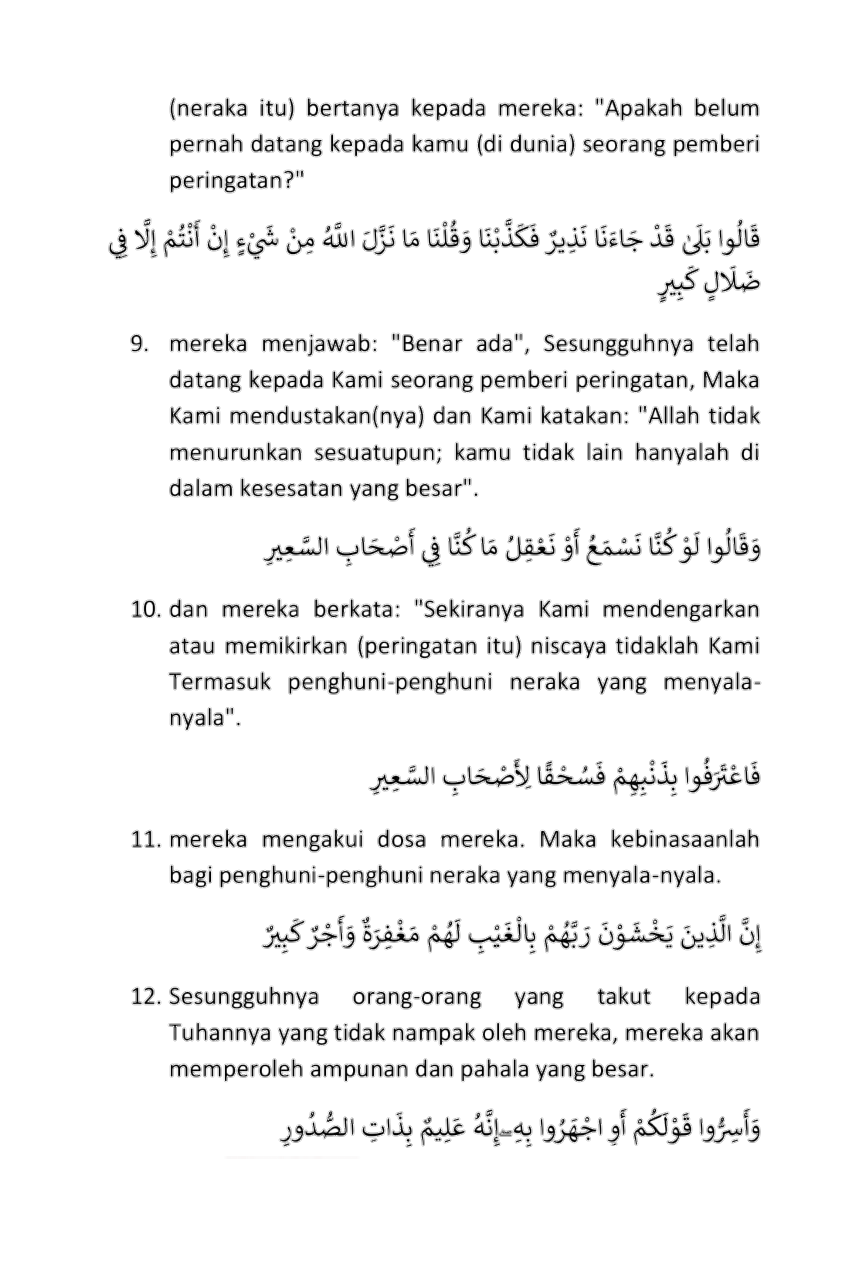 (neraka itu) bertanya kepada mereka: "Apakah belum
pernah datang kepada kamu (di dunia) seorang pemberi
peringatan?"
قَالُوا بَلَىٰ قَدْ جَاءَنَا نَذِيرٌ فَكَذَّبْنَا وَقُلْنَا مَا نَزَّلَ اللَّهُ مِنْ شَيْءٍ إِنْ أَنْتُمْ إِلَّا فِي
ضَلَالٍ كَبِيرٍ
9. mereka menjawab: "Benar ada", Sesungguhnya telah
datang kepada Kami seorang pemberi peringatan, Maka
Kami mendustakan(nya) dan Kami katakan: "Allah tidak
menurunkan sesuatupun; kamu tidak lain hanyalah di
dalam kesesatan yang besar".
وَقَالُوا لَوْ كُنَّا نَسْمَعُ أَوْ نَعْقِلُ مَا كُنَّا فِي أَصْحَابِ السَّعِيرِ
10. dan mereka berkata: "Sekiranya Kami mendengarkan
atau memikirkan (peringatan itu) niscaya tidaklah Kami
Termasuk penghuni-penghuni neraka yang menyala-
nyala".
فَاعْتَرَفُوا بِذَنْبِهِمْ فَسُحْقًا لِأَصْحَابِ السَّعِيرِ
11. mereka mengakui dosa mereka. Maka kebinasaanlah
bagi penghuni-penghuni neraka yang menyala-nyala.
إِنَّ الَّذِينَ يَخْشَوْنَ رَبَّهُمْ بِالْغَيْبِ لَهُمْ مَغْفِرَةٌ وَأَجْرٌ كَبِيرٌ
12. Sesungguhnya orang-orang yang takut kepada
Tuhannya yang tidak nampak oleh mereka, mereka akan
memperoleh ampunan dan pahala yang besar.
وَأَسِرُّوا قَوْلَكُمْ أَوِ اجْهَرُوا بِهِ ۖ إِنَّهُ عَلِيمٌ بِذَاتِ الصُّدُورِ